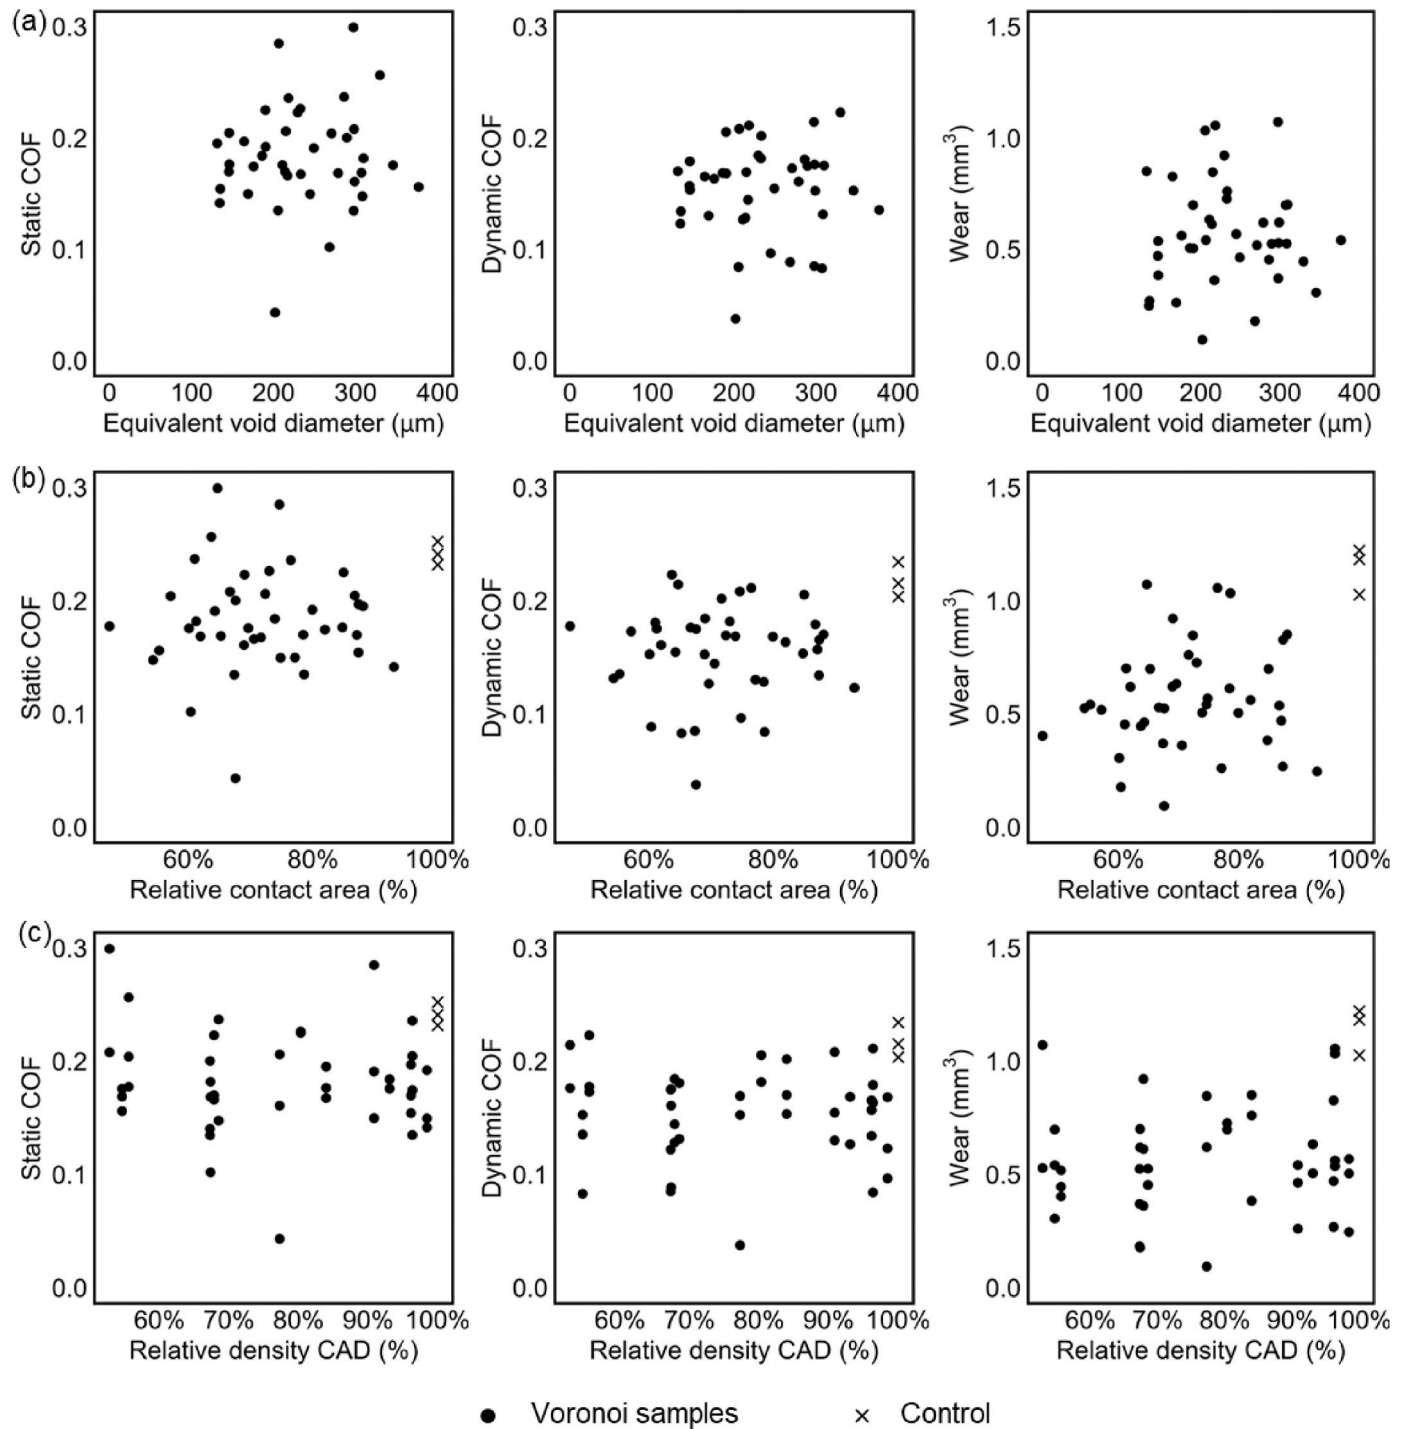 (a)
0.3
0.2
0.1
0.0
Static COF
0 100 200 300 400
Equivalent void diameter (μm)
0.3
0.2
0.1
0.0
Dynamic COF
0 100 200 300 400
Equivalent void diameter (μm)
1.5
1.0
0.5
0.0
Wear (mm³)
0 100 200 300 400
Equivalent void diameter (μm)
(b)
0.3
0.2
0.1
0.0
Static COF
60% 80% 100%
Relative contact area (%)
0.3
0.2
0.1
0.0
Dynamic COF
60% 80% 100%
Relative contact area (%)
1.5
1.0
0.5
0.0
Wear (mm³)
60% 80% 100%
Relative contact area (%)
(c)
0.3
0.2
0.1
0.0
Static COF
60% 70% 80% 90% 100%
Relative density CAD (%)
0.3
0.2
0.1
0.0
Dynamic COF
60% 70% 80% 90% 100%
Relative density CAD (%)
1.5
1.0
0.5
0.0
Wear (mm³)
60% 70% 80% 90% 100%
Relative density CAD (%)
Voronoi samples
Control